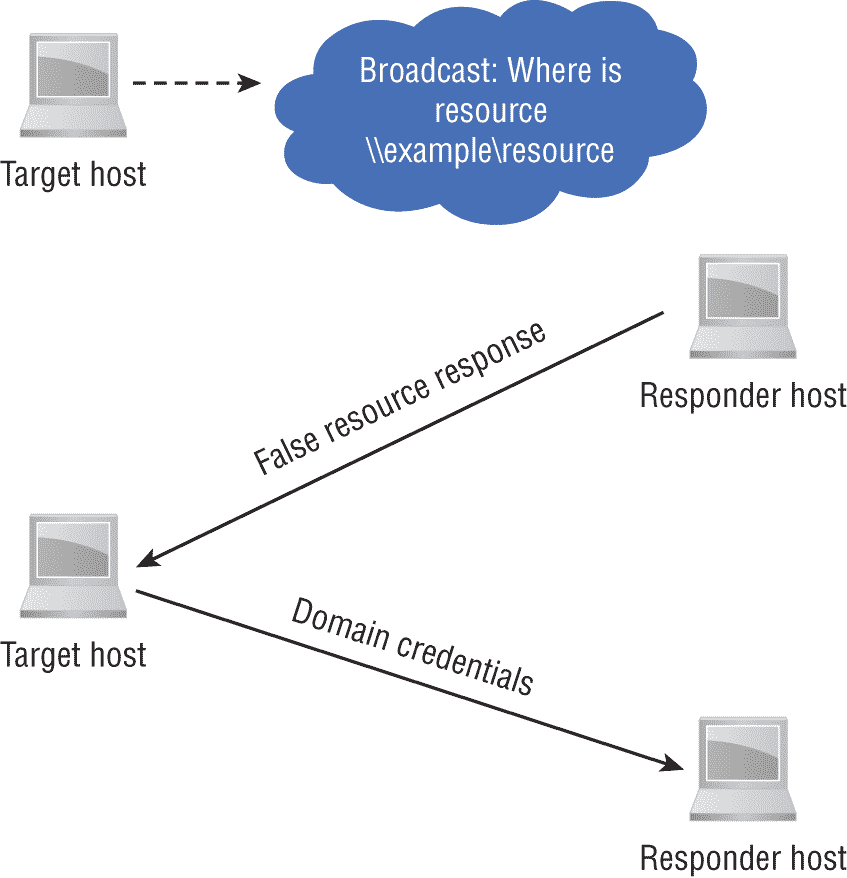 Broadcast: Where is
resource
\\example\resource
Target host
Responder host
False resource response
Target host
Domain credentials
Responder host